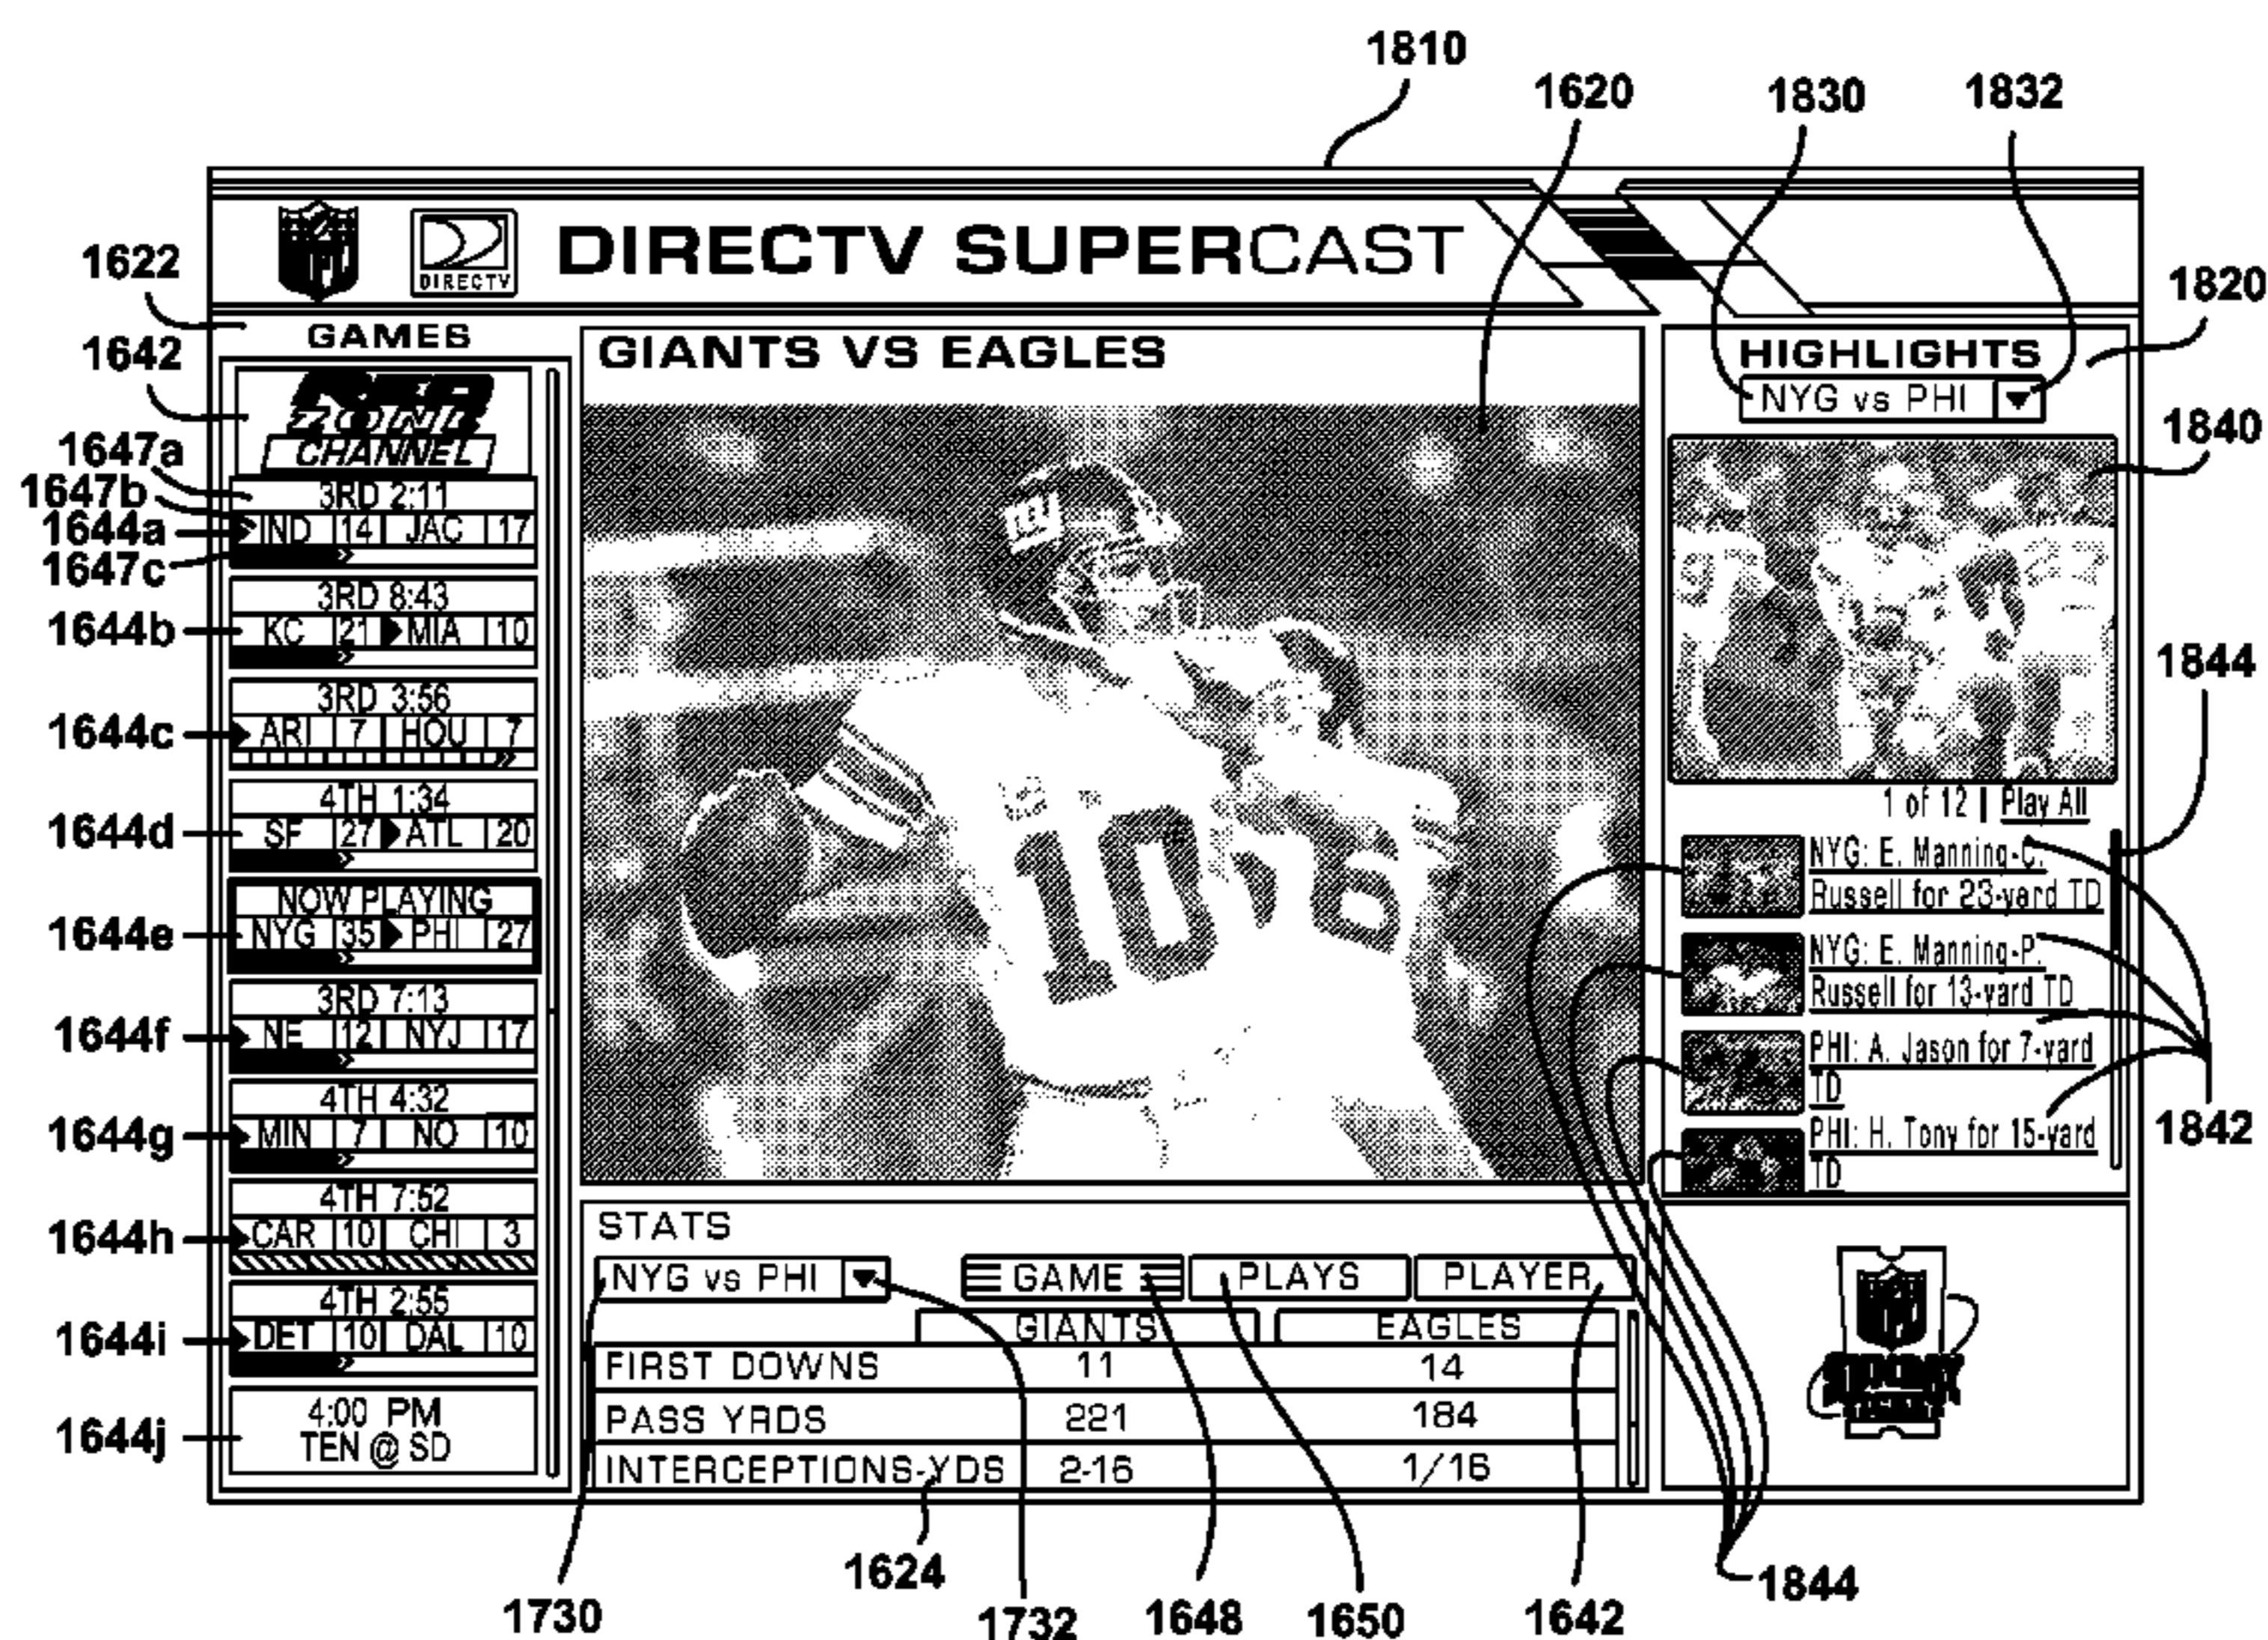 1810
1620
1830
1832
DIRECTV
DIRECTV SUPERCAST
1622
1820
GAMES
1642
GIANTS VS EAGLES
HIGHLIGHTS
NYG vs PHI
1840
RED
ZONE
CHANNEL
1647a
3RD 2:11
1647b
1644a
IND 14 JAC 17
1647c
3RD 8:43
1644b
KC 21 MIA 10
3RD 3:56
1644c
ARI 7 HOU 7
4TH 1:34
1644d
SF 27 ATL 20
NOW PLAYING
1644e
NYG 35 PHI 27
3RD 7:13
1644f
NE 12 NYJ 17
4TH 4:32
1644g
MIN 7 NO 10
4TH 7:52
1644h
CAR 10 CHI 3
4TH 2:55
1644i
DET 10 DAL 10
4:00 PM
1644j
TEN @ SD
10
1844
1 of 12 | Play All
NYG: E. Manning-C.
Russell for 23-yard TD
NYG: E. Manning-P.
Russell for 13-yard TD
PHI: A. Jason for 7-yard
TD
PHI: H. Tony for 15-yard
TD
1842
STATS
NYG vs PHI GAME PLAYS PLAYER
GIANTS EAGLES
FIRST DOWNS 11 14
PASS YRDS 221 184
INTERCEPTIONS-YDS 2-16 1/16
1624
1844
1730
1732
1648
1650
1642